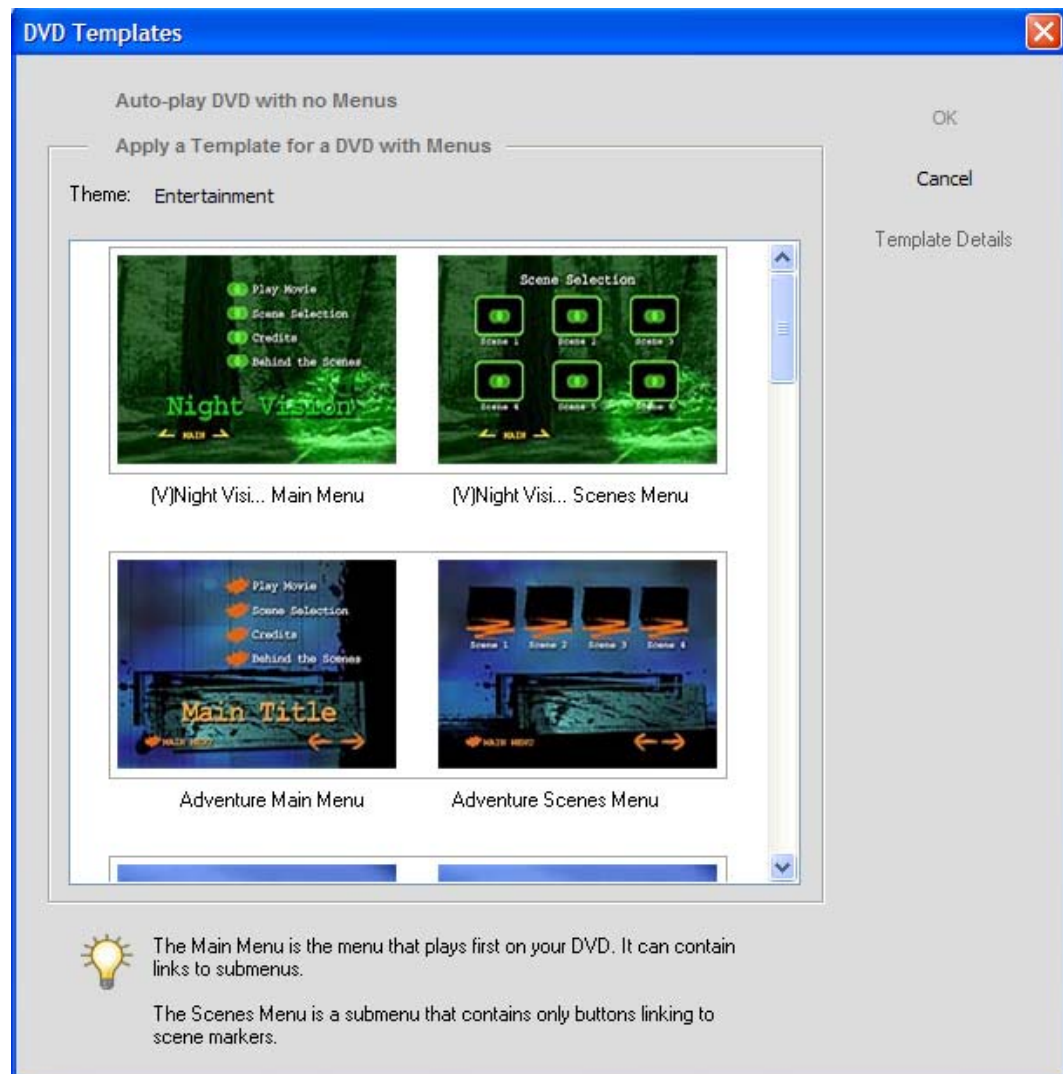 DVD Templates
Auto-play DVD with no Menus
OK
Apply a Template for a DVD with Menus
Cancel
Theme: Entertainment
Template Details
Play Movie
Scene Selection
Credits
Behind the Scenes
Night Vision
MAIN
Scene Selection
Scene 1 Scene 2 Scene 3
Scene 4 Scene 5 Scene 6
MAIN
(V)Night Visi... Main Menu (V)Night Visi... Scenes Menu
Play Movie
Scene Selection
Credits
Behind the Scenes
Main Title
MAIN MENU
Scene 1 Scene 2 Scene 3 Scene 4
MAIN MENU
Adventure Main Menu Adventure Scenes Menu
The Main Menu is the menu that plays first on your DVD. It can contain
links to submenus.
The Scenes Menu is a submenu that contains only buttons linking to
scene markers.